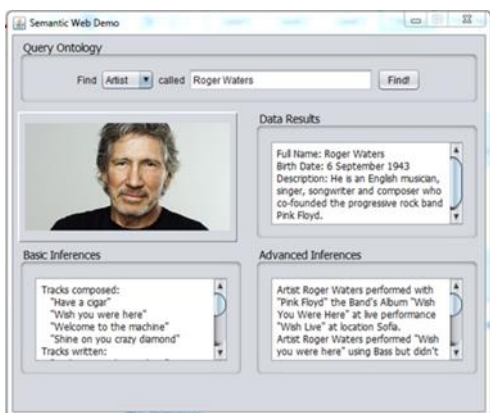 Semantic Web Demo
Query Ontology
Find Artist called Roger Waters Find!
Data Results
Full Name: Roger Waters
Birth Date: 6 September 1943
Description: He is an English musician,
singer, songwriter and composer who
co-founded the progressive rock band
Pink Floyd.
Basic Inferences
Tracks composed:
"Have a cigar"
"Wish you were here"
"Welcome to the machine"
"Shine on you crazy diamond"
Tracks written:
Advanced Inferences
Artist Roger Waters performed with
"Pink Floyd" the Band's Album "Wish
You Were Here" at live performance
"Wish Live" at location Sofia.
Artist Roger Waters performed "Wish
you were here" using Bass but didn't